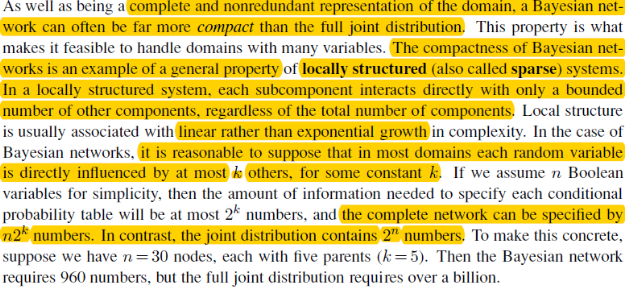 As well as being a complete and nonredundant representation of the domain, a Bayesian net-
work can often be far more compact than the full joint distribution. This property is what
makes it feasible to handle domains with many variables. The compactness of Bayesian net-
works is an example of a general property of locally structured (also called sparse) systems.
In a locally structured system, each subcomponent interacts directly with only a bounded
number of other components, regardless of the total number of components. Local structure
is usually associated with linear rather than exponential growth in complexity. In the case of
Bayesian networks, it is reasonable to suppose that in most domains each random variable
is directly influenced by at most k others, for some constant k. If we assume n Boolean
variables for simplicity, then the amount of information needed to specify each conditional
probability table will be at most 2^k numbers, and the complete network can be specified by
n2^k numbers. In contrast, the joint distribution contains 2^n numbers. To make this concrete,
suppose we have n = 30 nodes, each with five parents (k = 5). Then the Bayesian network
requires 960 numbers, but the full joint distribution requires over a billion.